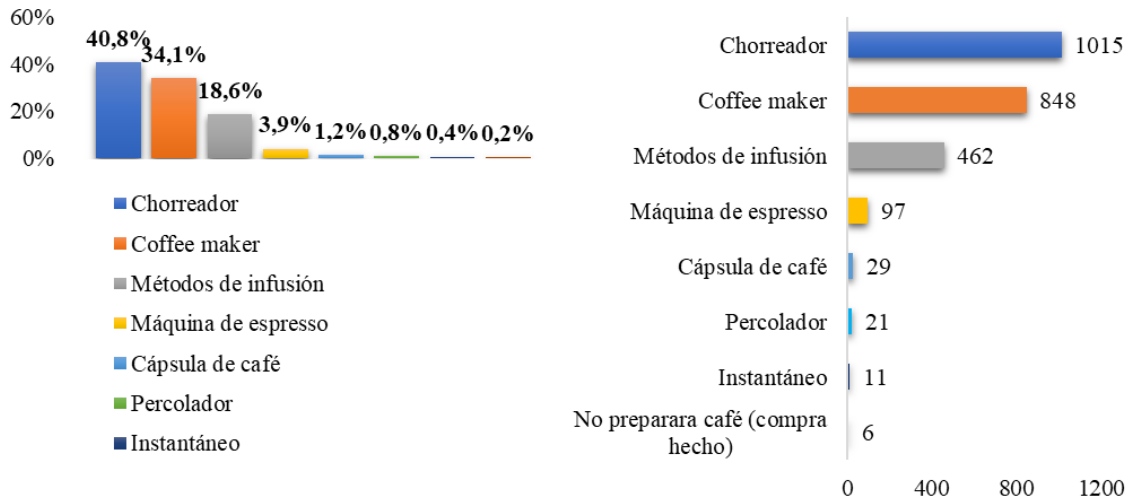 60%
40%
20%
0%
40,8%
34,1%
18,6%
3,9%
1,2%
0,8%
0,4%
0,2%
Chorreador
Coffee maker
Métodos de infusión
Máquina de espresso
Cápsula de café
Percolador
Instantáneo
Chorreador 1015
Coffee maker 848
Métodos de infusión 462
Máquina de espresso 97
Cápsula de café 29
Percolador 21
Instantáneo 11
No preparara café (compra
hecho) 6
0 400 800 1200